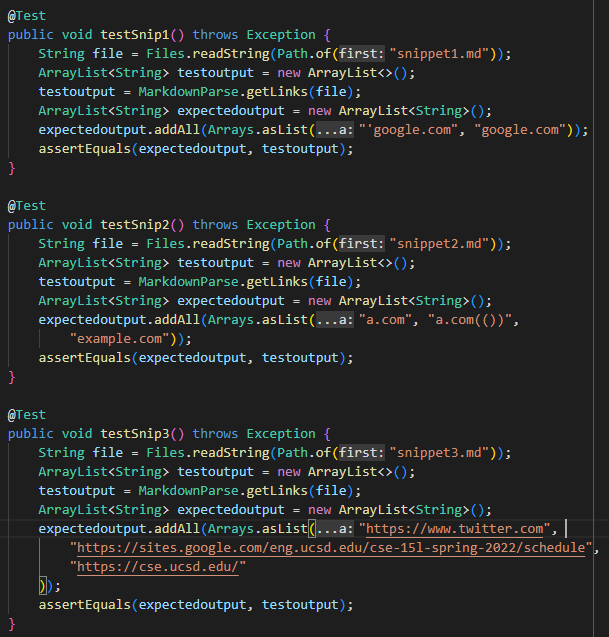 @Test
public void testSnip1() throws Exception {
    String file = Files.readString(Path.of(first: "snippet1.md"));
    ArrayList<String> testoutput = new ArrayList<>();
    testoutput = MarkdownParse.getLinks(file);
    ArrayList<String> expectedoutput = new ArrayList<String>();
    expectedoutput.addAll(Arrays.asList(...a: "'google.com", "google.com"));
    assertEquals(expectedoutput, testoutput);
}

@Test
public void testSnip2() throws Exception {
    String file = Files.readString(Path.of(first: "snippet2.md"));
    ArrayList<String> testoutput = new ArrayList<>();
    testoutput = MarkdownParse.getLinks(file);
    ArrayList<String> expectedoutput = new ArrayList<String>();
    expectedoutput.addAll(Arrays.asList(...a: "a.com", "a.com(())",
        "example.com"));
    assertEquals(expectedoutput, testoutput);
}

@Test
public void testSnip3() throws Exception {
    String file = Files.readString(Path.of(first: "snippet3.md"));
    ArrayList<String> testoutput = new ArrayList<>();
    testoutput = MarkdownParse.getLinks(file);
    ArrayList<String> expectedoutput = new ArrayList<String>();
    expectedoutput.addAll(Arrays.asList(...a: "https://www.twitter.com",
        "https://sites.google.com/eng.ucsd.edu/cse-15l-spring-2022/schedule",
        "https://cse.ucsd.edu/"
    ));
    assertEquals(expectedoutput, testoutput);
}